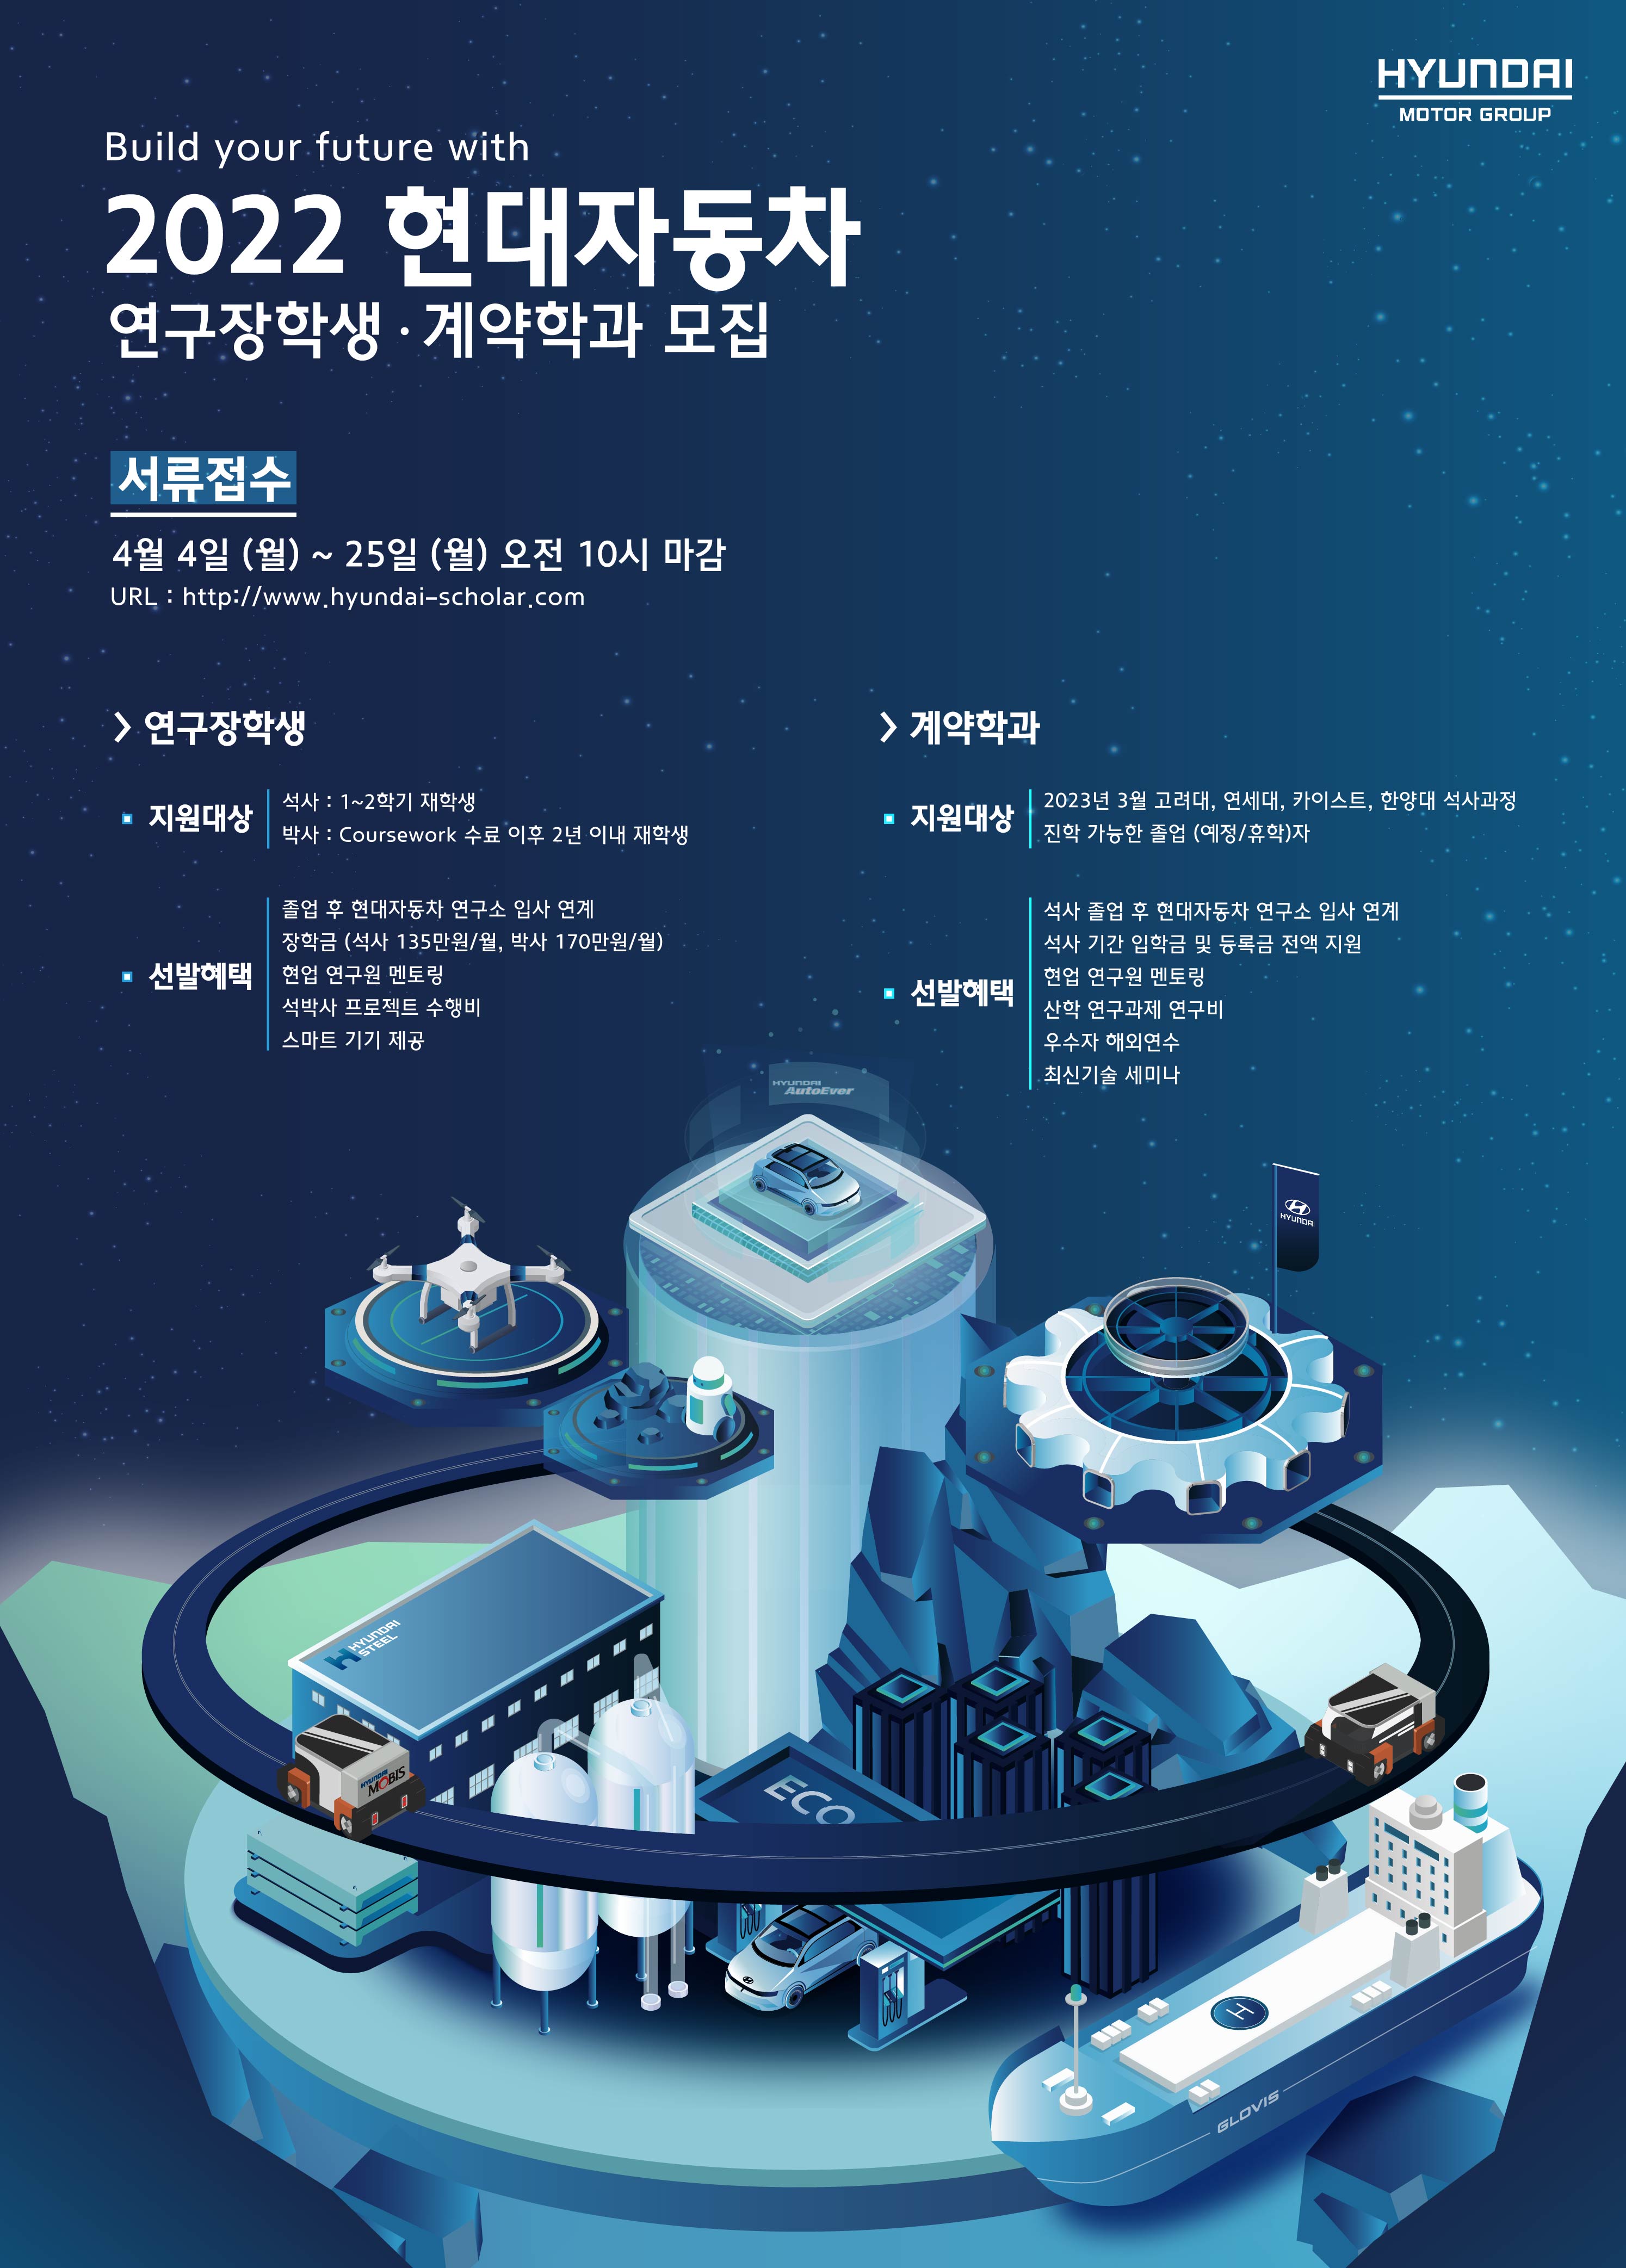 HYUNDAI
MOTOR GROUP
Build your future with
2022 현대자동차
연구장학생 · 계약학과 모집
서류접수
4월 4일 (월) ~ 25일 (월) 오전 10시 마감
URL : http://www.hyundai-scholar.com
연구장학생
지원대상
석사 : 1~2학기 재학생
박사 : Coursework 수료 이후 2년 이내 재학생
선발혜택
졸업 후 현대자동차 연구소 입사 연계
장학금 (석사 135만원/월, 박사 170만원/월)
현업 연구원 멘토링
석박사 프로젝트 수행비
스마트 기기 제공
계약학과
지원대상
2023년 3월 고려대, 연세대, 카이스트, 한양대 석사과정
진학 가능한 졸업 (예정/휴학)자
선발혜택
석사 졸업 후 현대자동차 연구소 입사 연계
석사 기간 입학금 및 등록금 전액 지원
현업 연구원 멘토링
산학 연구과제 연구비
우수자 해외연수
최신기술 세미나
HYUNDAI
AutoEver
HYUNDAI
HYUNDAI
STEEL
HYUNDAI
MOBIS
ECO
H
GLOVIS